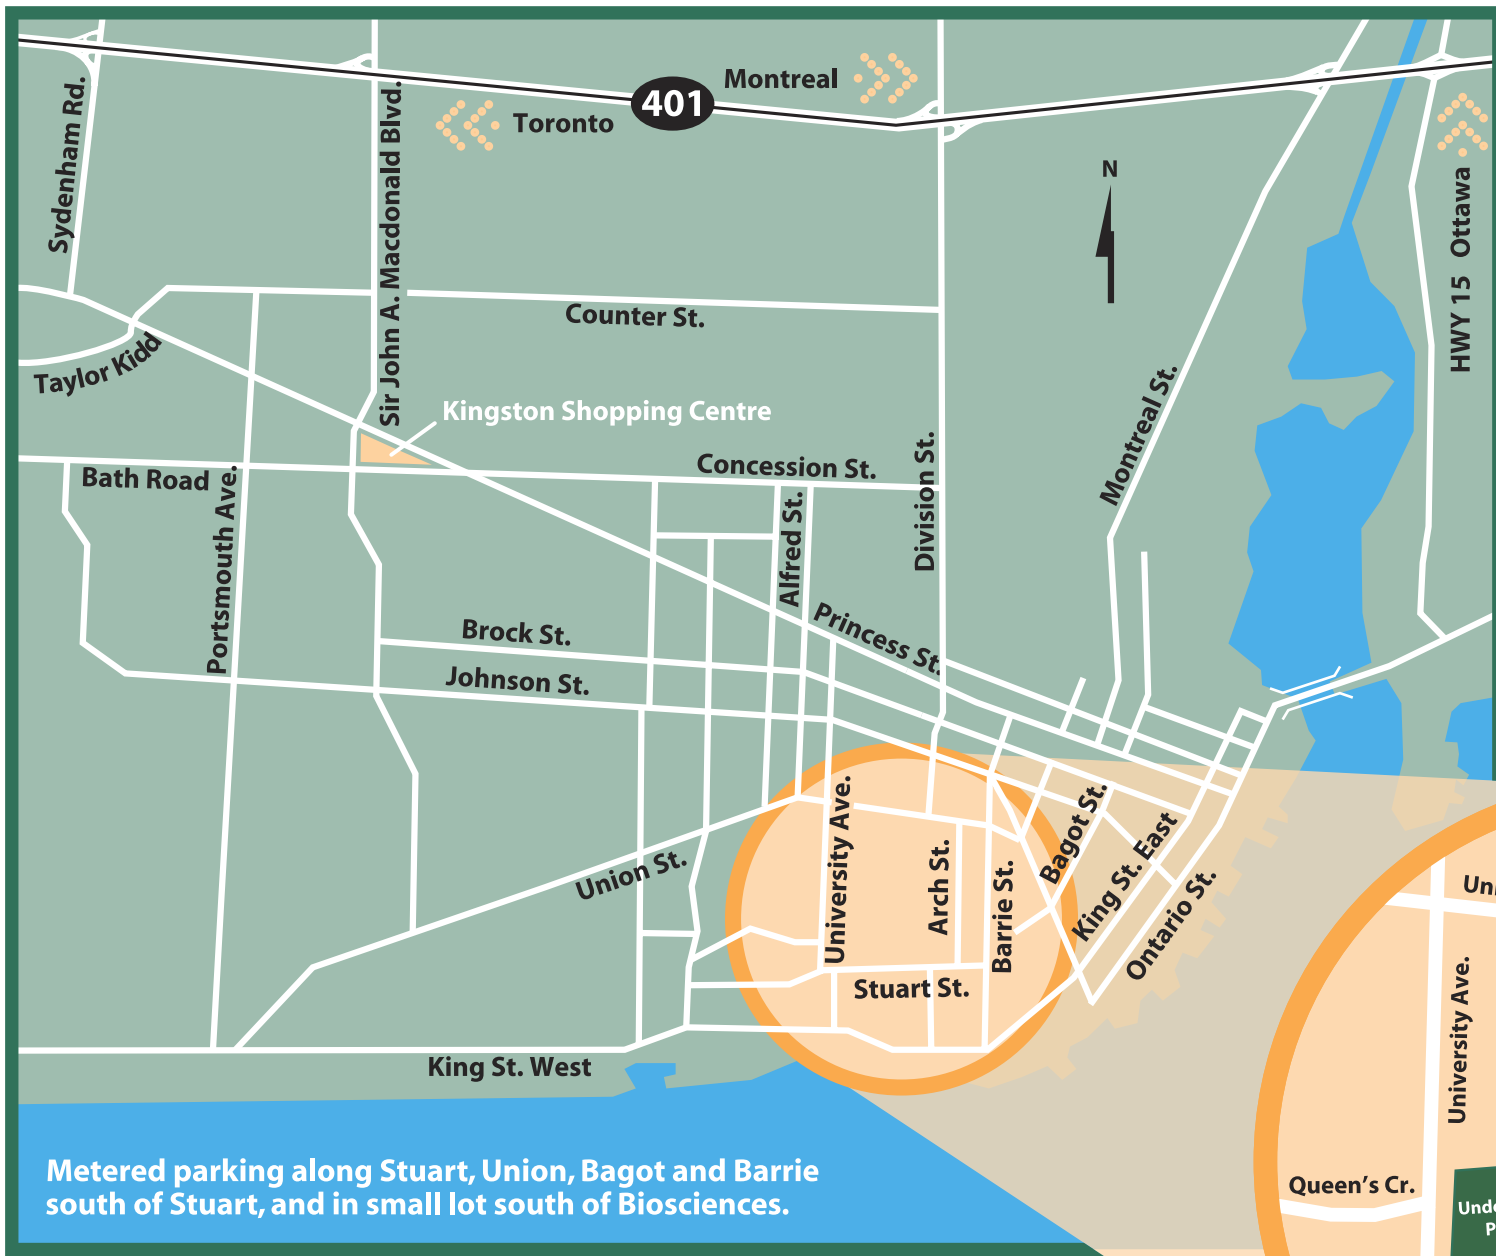 Sydenham Rd.
Sir John A. Macdonald Blvd.
Toronto
401
Montreal
N
HWY 15 Ottawa
Counter St.
Taylor Kidd
Kingston Shopping Centre
Montreal St.
Bath Road
Portsmouth Ave.
Concession St.
Alfred St.
Division St.
Princess St.
Brock St.
Johnson St.
Union St.
University Ave.
Arch St.
Barrie St.
Bagot St.
King St. East
Ontario St.
Stuart St.
King St. West
University Ave.
Queen's Cr.
Metered parking along Stuart, Union, Bagot and Barrie
south of Stuart, and in small lot south of Biosciences.